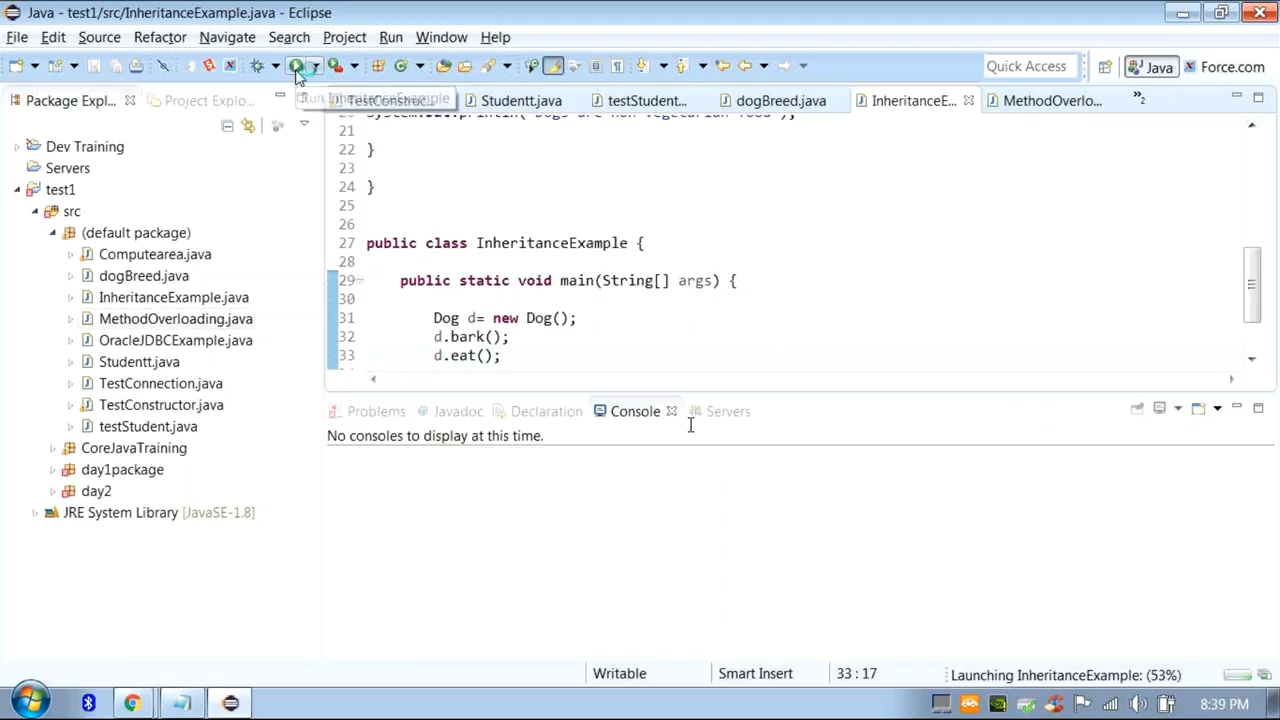 Java - test1/src/InheritanceExample.java - Eclipse
File Edit Source Refactor Navigate Search Project Run Window Help
Quick Access Java Force.com
Package Expl... Project Explo... TestConstruc... Studentt.java testStudent... dogBreed.java InheritanceE... MethodOverlo... »2
Run InheritanceExample
21
22 }
23
24 }
25
26
27 public class InheritanceExample {
28
29 public static void main(String[] args) {
30
31 Dog d= new Dog();
32 d.bark();
33 d.eat();
Dev Training
Servers
test1
src
(default package)
Computearea.java
dogBreed.java
InheritanceExample.java
MethodOverloading.java
OracleJDBCExample.java
Studentt.java
TestConnection.java
TestConstructor.java
testStudent.java
CoreJavaTraining
day1package
day2
JRE System Library [JavaSE-1.8]
Problems @ Javadoc Declaration Console Servers
No consoles to display at this time.
Writable Smart Insert 33 : 17 Launching InheritanceExample: (53%)
8:39 PM